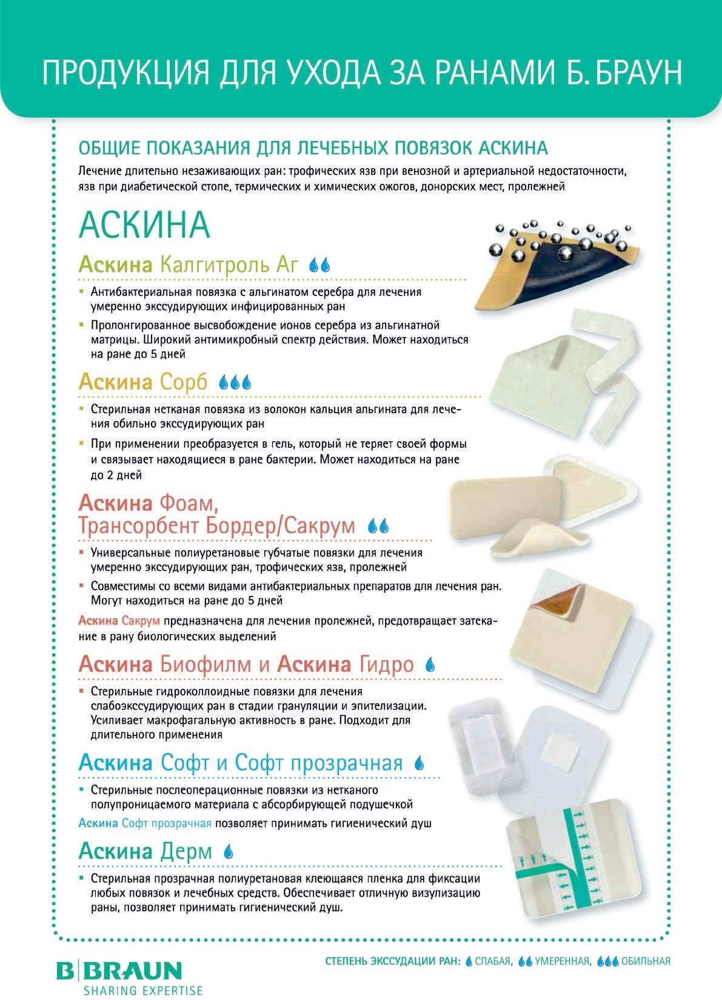 ПРОДУКЦИЯ ДЛЯ УХОДА ЗА РАНАМИ Б. БРАУН
ОБЩИЕ ПОКАЗАНИЯ ДЛЯ ЛЕЧЕБНЫХ ПОВЯЗОК АСКИНА
Лечение длительно незаживающих ран: трофических язв при венозной и артериальной недостаточности,
язв при диабетической стопе, термических и химических ожогов, донорских мест, пролежней
АСКИНА
Аскина Калгитроль Аг
▪ Антибактериальная повязка с альгинатом серебра для лечения
умеренно экссудирующих инфицированных ран
▪ Пролонгированное высвобождение ионов серебра из альгинатной
матрицы. Широкий антимикробный спектр действия. Может находиться
на ране до 5 дней
Аскина Сорб
▪ Стерильная нетканая повязка из волокон кальция альгината для лече-
ния обильно экссудирующих ран
▪ При применении преобразуется в гель, который не теряет своей формы
и связывает находящиеся в ране бактерии. Может находиться на ране
до 2 дней
Аскина Фоам,
Трансорбент Бордер/Сакрум
▪ Универсальные полиуретановые губчатые повязки для лечения
умеренно экссудирующих ран, трофических язв, пролежней
▪ Совместимы со всеми видами антибактериальных препаратов для лечения ран.
Могут находиться на ране до 5 дней
Аскина Сакрум предназначена для лечения пролежней, предотвращает затека-
ние в рану биологических выделений
Аскина Биофилм и Аскина Гидро
▪ Стерильные гидроколлоидные повязки для лечения
слабоэкссудирующих ран в стадии грануляции и эпителизации.
Усиливает макрофагальную активность в ране. Подходит для
длительного применения
Аскина Софт и Софт прозрачная
▪ Стерильные послеоперационные повязки из нетканого
полупроницаемого материала с абсорбирующей подушечкой
Аскина Софт прозрачная позволяет принимать гигиенический душ
Аскина Дерм
▪ Стерильная прозрачная полиуретановая клеющаяся пленка для фиксации
любых повязок и лечебных средств. Обеспечивает отличную визулизацию
раны, позволяет принимать гигиенический душ.
СТЕПЕНЬ ЭКССУДАЦИИ РАН: СЛАБАЯ, УМЕРЕННАЯ, ОБИЛЬНАЯ
B|BRAUN
SHARING EXPERTISE